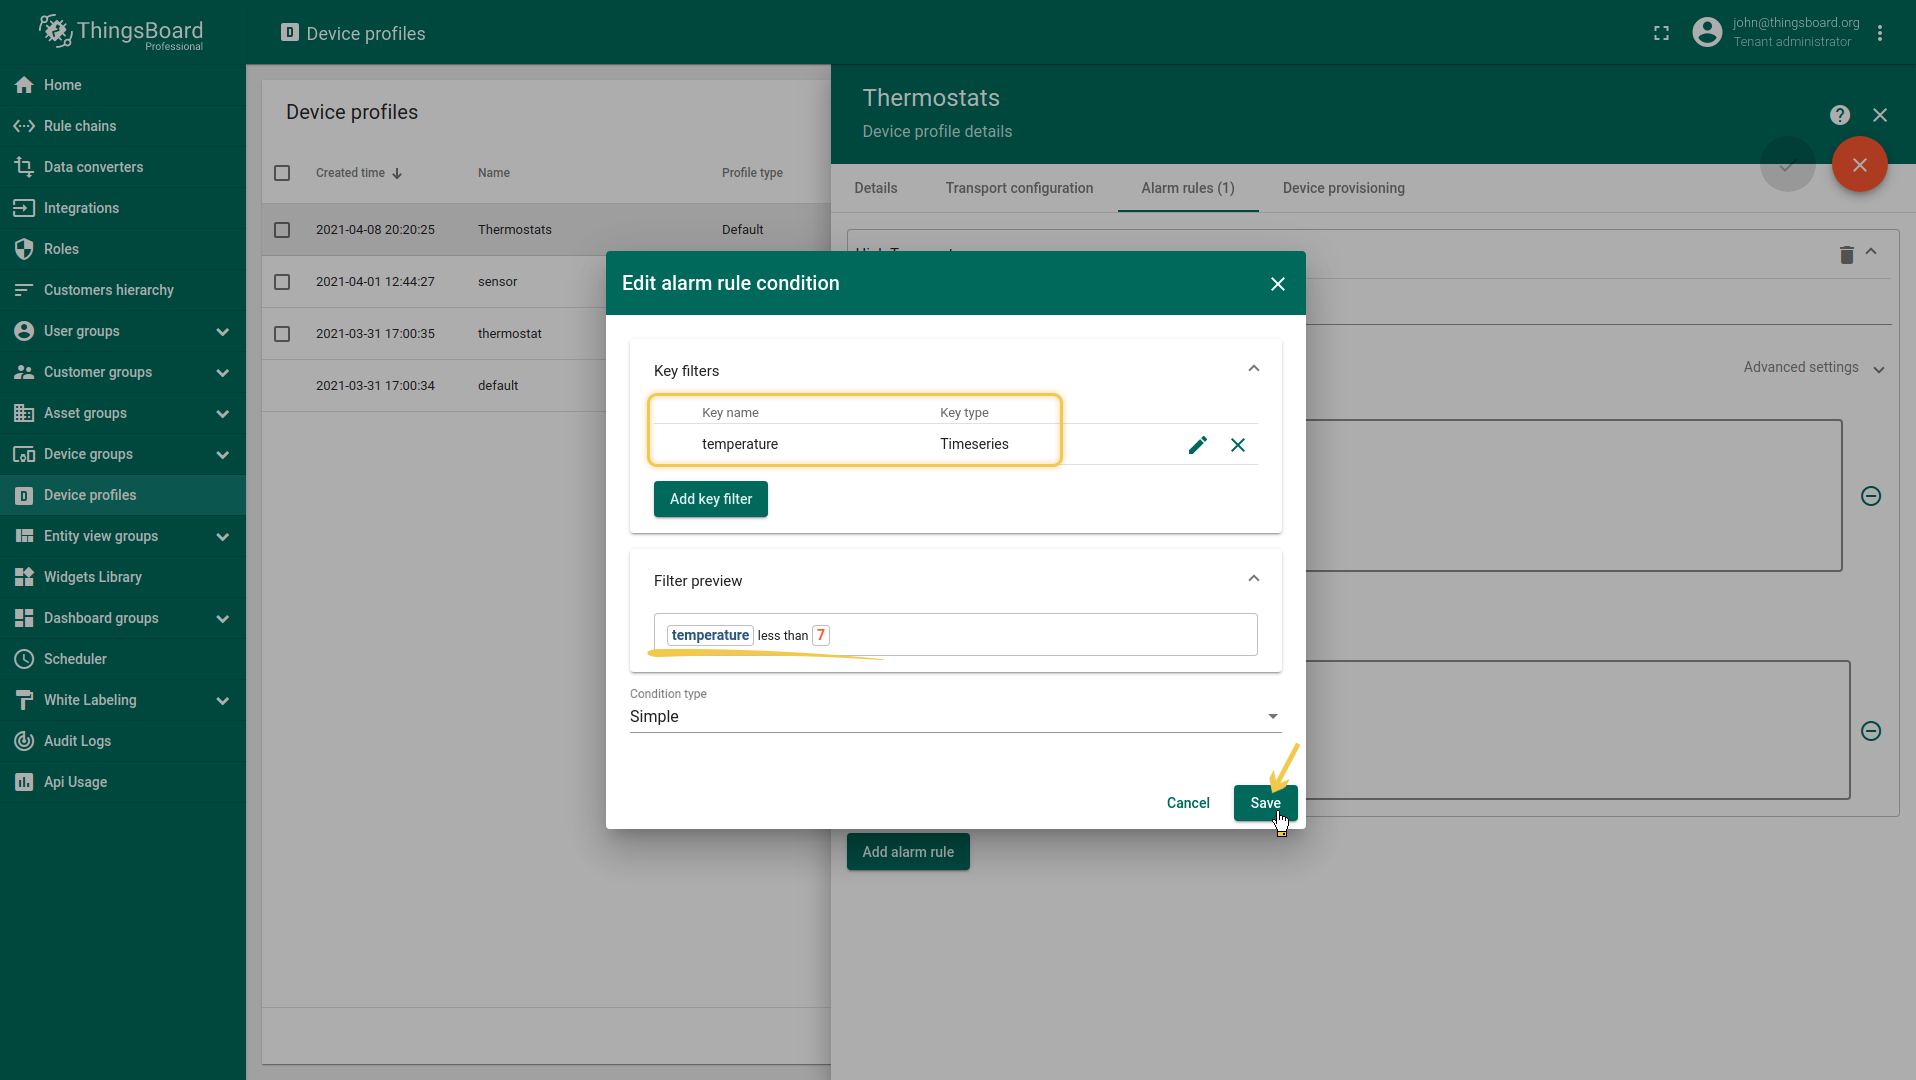 ThingsBoard
Professional
Device profiles
john@thingsboard.org
Tenant administrator
Home
Rule chains
Data converters
Integrations
Roles
Customers hierarchy
User groups
Customer groups
Asset groups
Device groups
Device profiles
Entity view groups
Widgets Library
Dashboard groups
Scheduler
White Labeling
Audit Logs
Api Usage
Device profiles
Created time Name Profile type
2021-04-08 20:20:25 Thermostats Default
2021-04-01 12:44:27 sensor
2021-03-31 17:00:35 thermostat
2021-03-31 17:00:34 default
Thermostats
Device profile details
Details Transport configuration Alarm rules (1) Device provisioning
Advanced settings
Add alarm rule
Edit alarm rule condition
Key filters
Key name Key type
temperature Timeseries
Add key filter
Filter preview
temperature less than 7
Condition type
Simple
Cancel Save